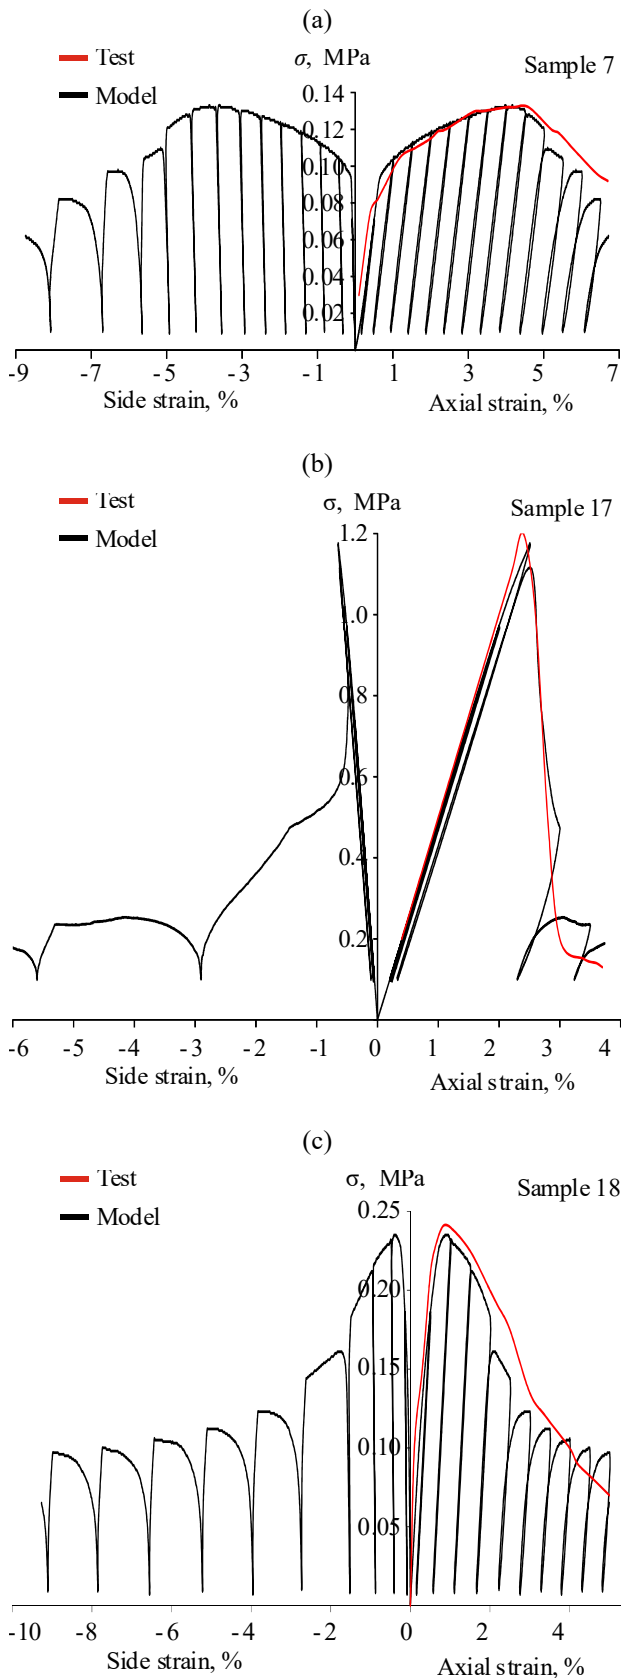 (a)
Test σ, MPa Sample 7
Model 0.14
0.12
0.10
0.08
0.06
0.04
0.02
-9 -7 -5 -3 -1 1 3 5 7
Side strain, % Axial strain, %
(b)
Test σ, MPa Sample 17
Model 1.2
1.0
0.8
0.6
0.4
0.2
-6 -5 -4 -3 -2 -1 0 1 2 3 4
Side strain, % Axial strain, %
(c)
Test σ, MPa Sample 18
Model 0.25
0.20
0.15
0.10
0.05
-10 -8 -6 -4 -2 0 2 4
Side strain, % Axial strain, %